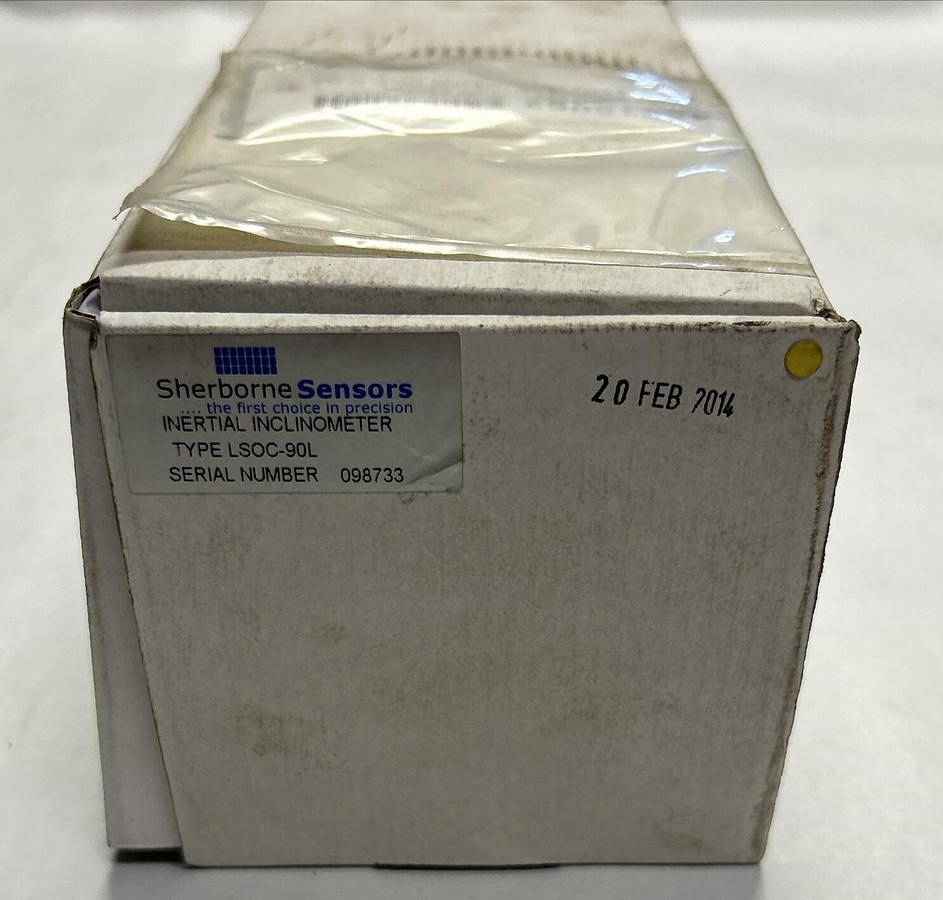 Sherborne Sensors
.... the first choice in precision
INERTIAL INCLINOMETER
TYPE LSOC-90L
SERIAL NUMBER 098733
20 FEB 2014